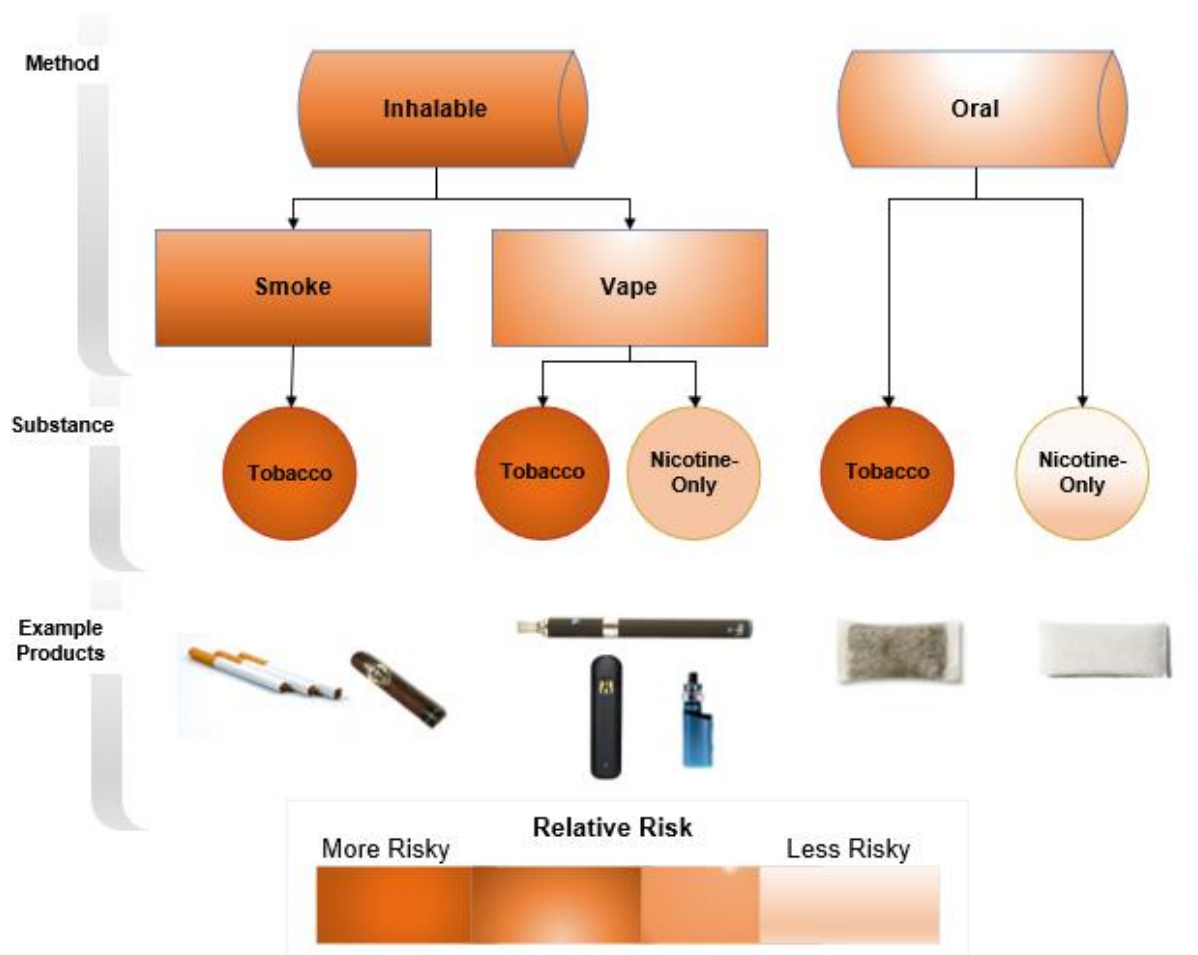 Method
Inhalable
Oral
Smoke
Vape
Substance
Tobacco
Tobacco
Nicotine-
Only
Tobacco
Nicotine-
Only
Example
Products
Relative Risk
More Risky
Less Risky